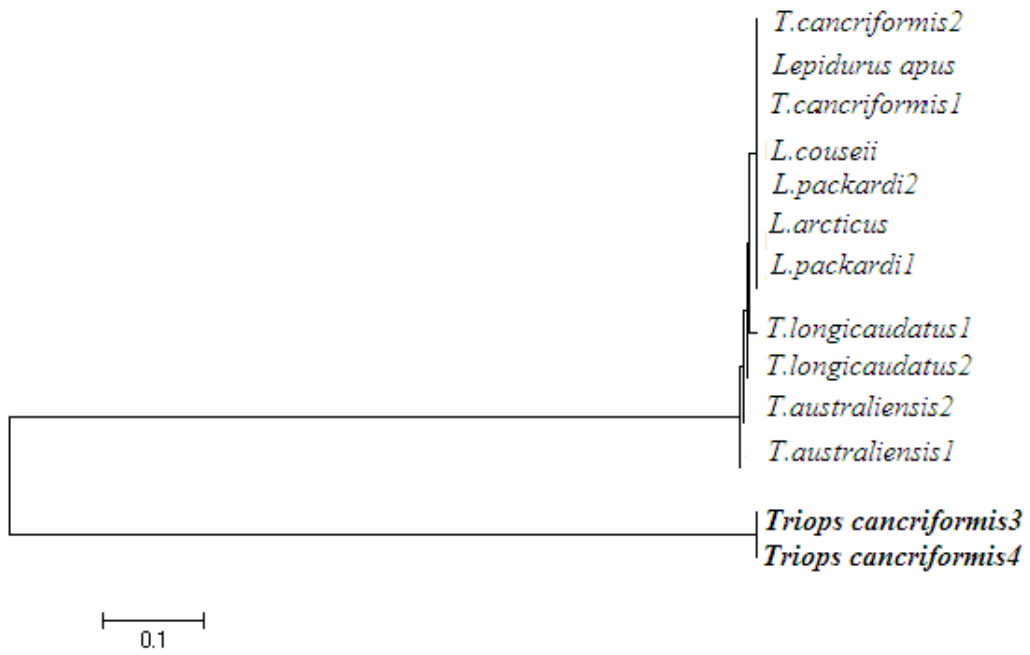 T.cancriformis2
Lepidurus apus
T.cancriformis1
L.couseii
L.packardi2
L.arcticus
L.packardi1
T.longicaudatus1
T.longicaudatus2
T.australiensis2
T.australiensis1
Triops cancriformis3
Triops cancriformis4
0.1